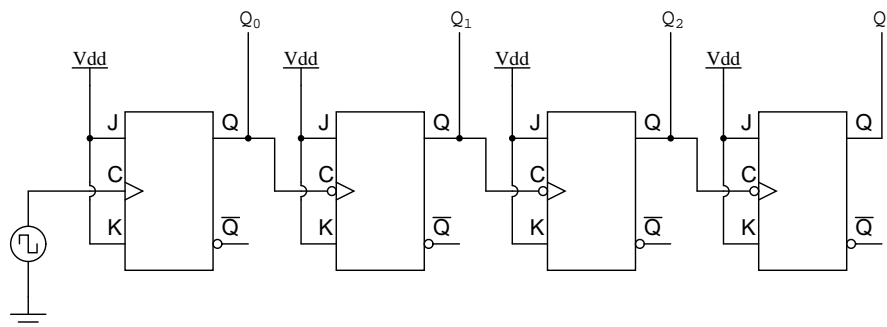 Q0 Q1 Q2 Q
Vdd Vdd Vdd Vdd
J Q J Q J Q J Q
C C C C
K Q̅ K Q̅ K Q̅ K Q̅